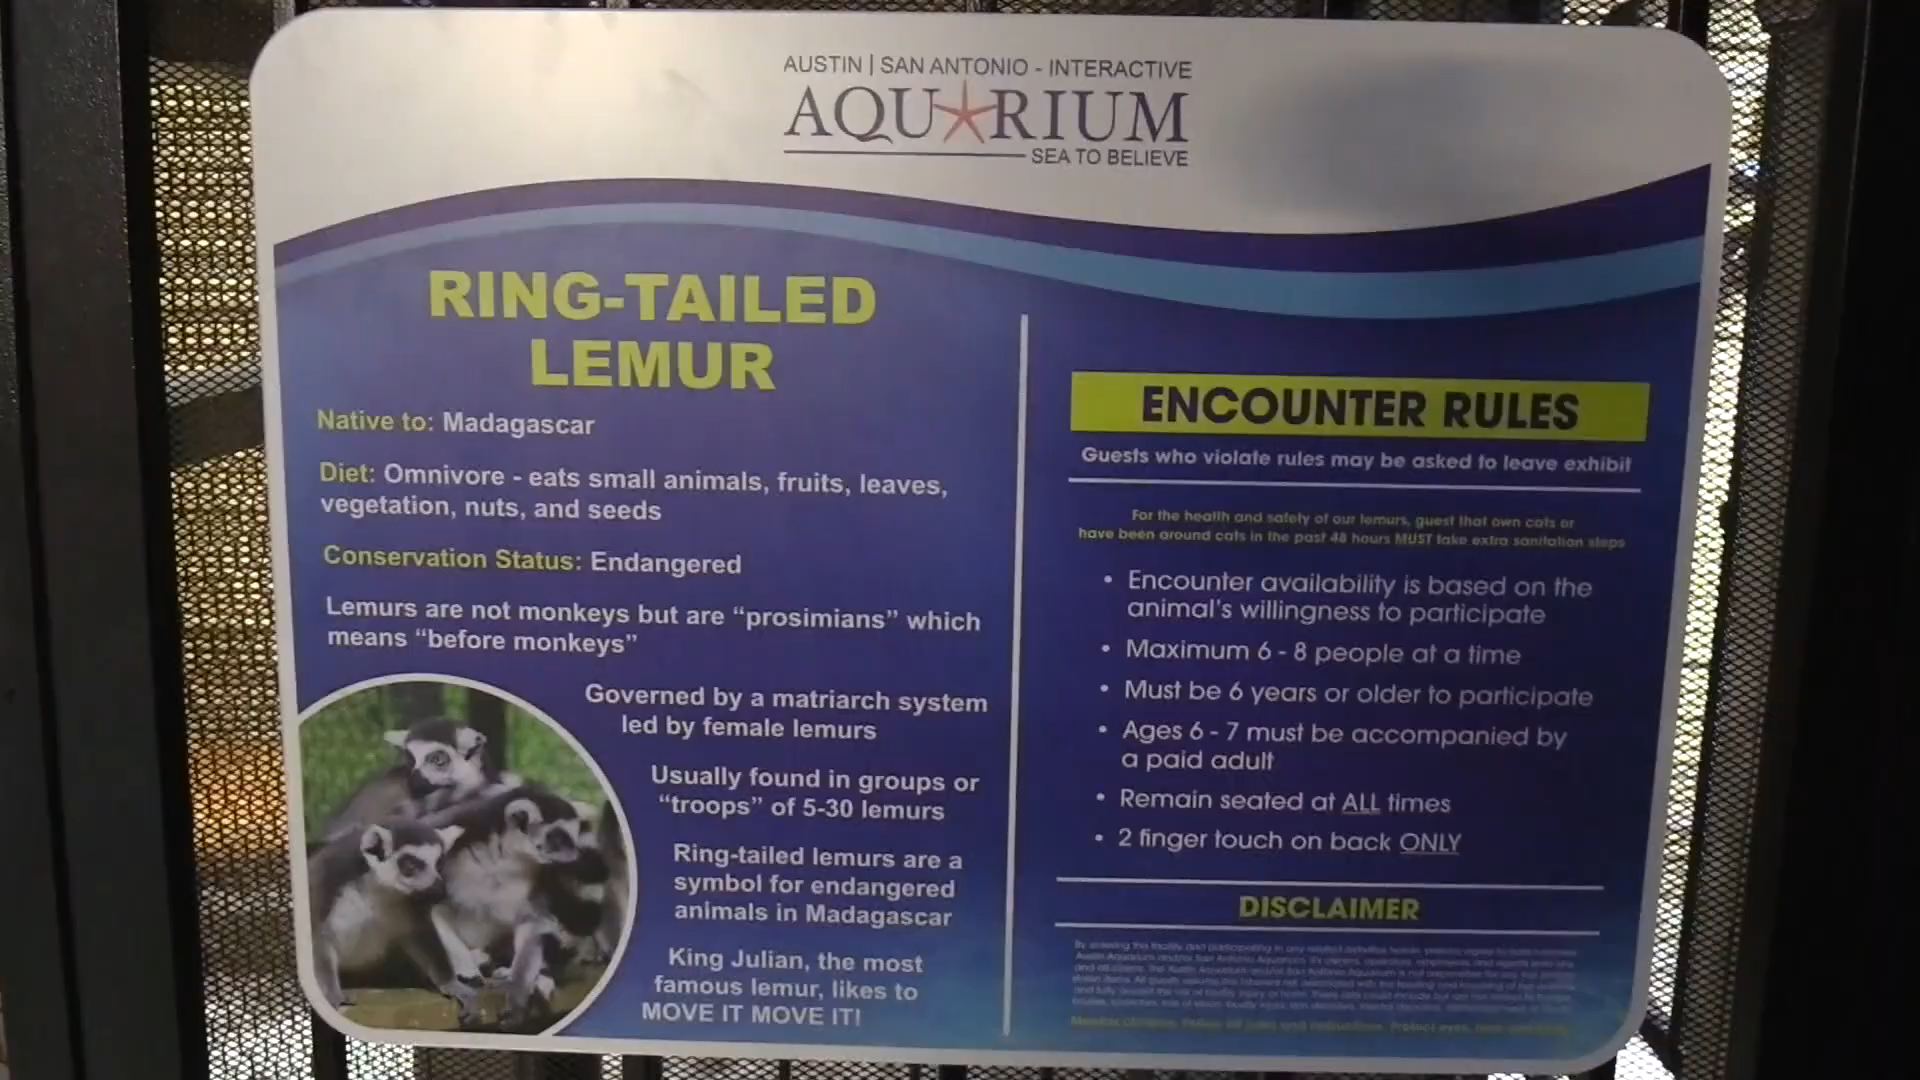 AUSTIN | SAN ANTONIO - INTERACTIVE
AQUARIUM
SEA TO BELIEVE
RING-TAILED
LEMUR
Native to: Madagascar
Diet: Omnivore - eats small animals, fruits, leaves,
vegetation, nuts, and seeds
Conservation Status: Endangered
Lemurs are not monkeys but are “prosimians” which
means “before monkeys”
Governed by a matriarch system
led by female lemurs
Usually found in groups or
“troops” of 5-30 lemurs
Ring-tailed lemurs are a
symbol for endangered
animals in Madagascar
King Julian, the most
famous lemur, likes to
MOVE IT MOVE IT!
ENCOUNTER RULES
Guests who violate rules may be asked to leave exhibit
For the health and safety of our lemurs, guest that own cats or
have been around cats in the past 48 hours MUST take extra sanitation steps
• Encounter availability is based on the
animal's willingness to participate
• Maximum 6 - 8 people at a time
• Must be 6 years or older to participate
• Ages 6 - 7 must be accompanied by
a paid adult
• Remain seated at ALL times
• 2 finger touch on back ONLY
DISCLAIMER